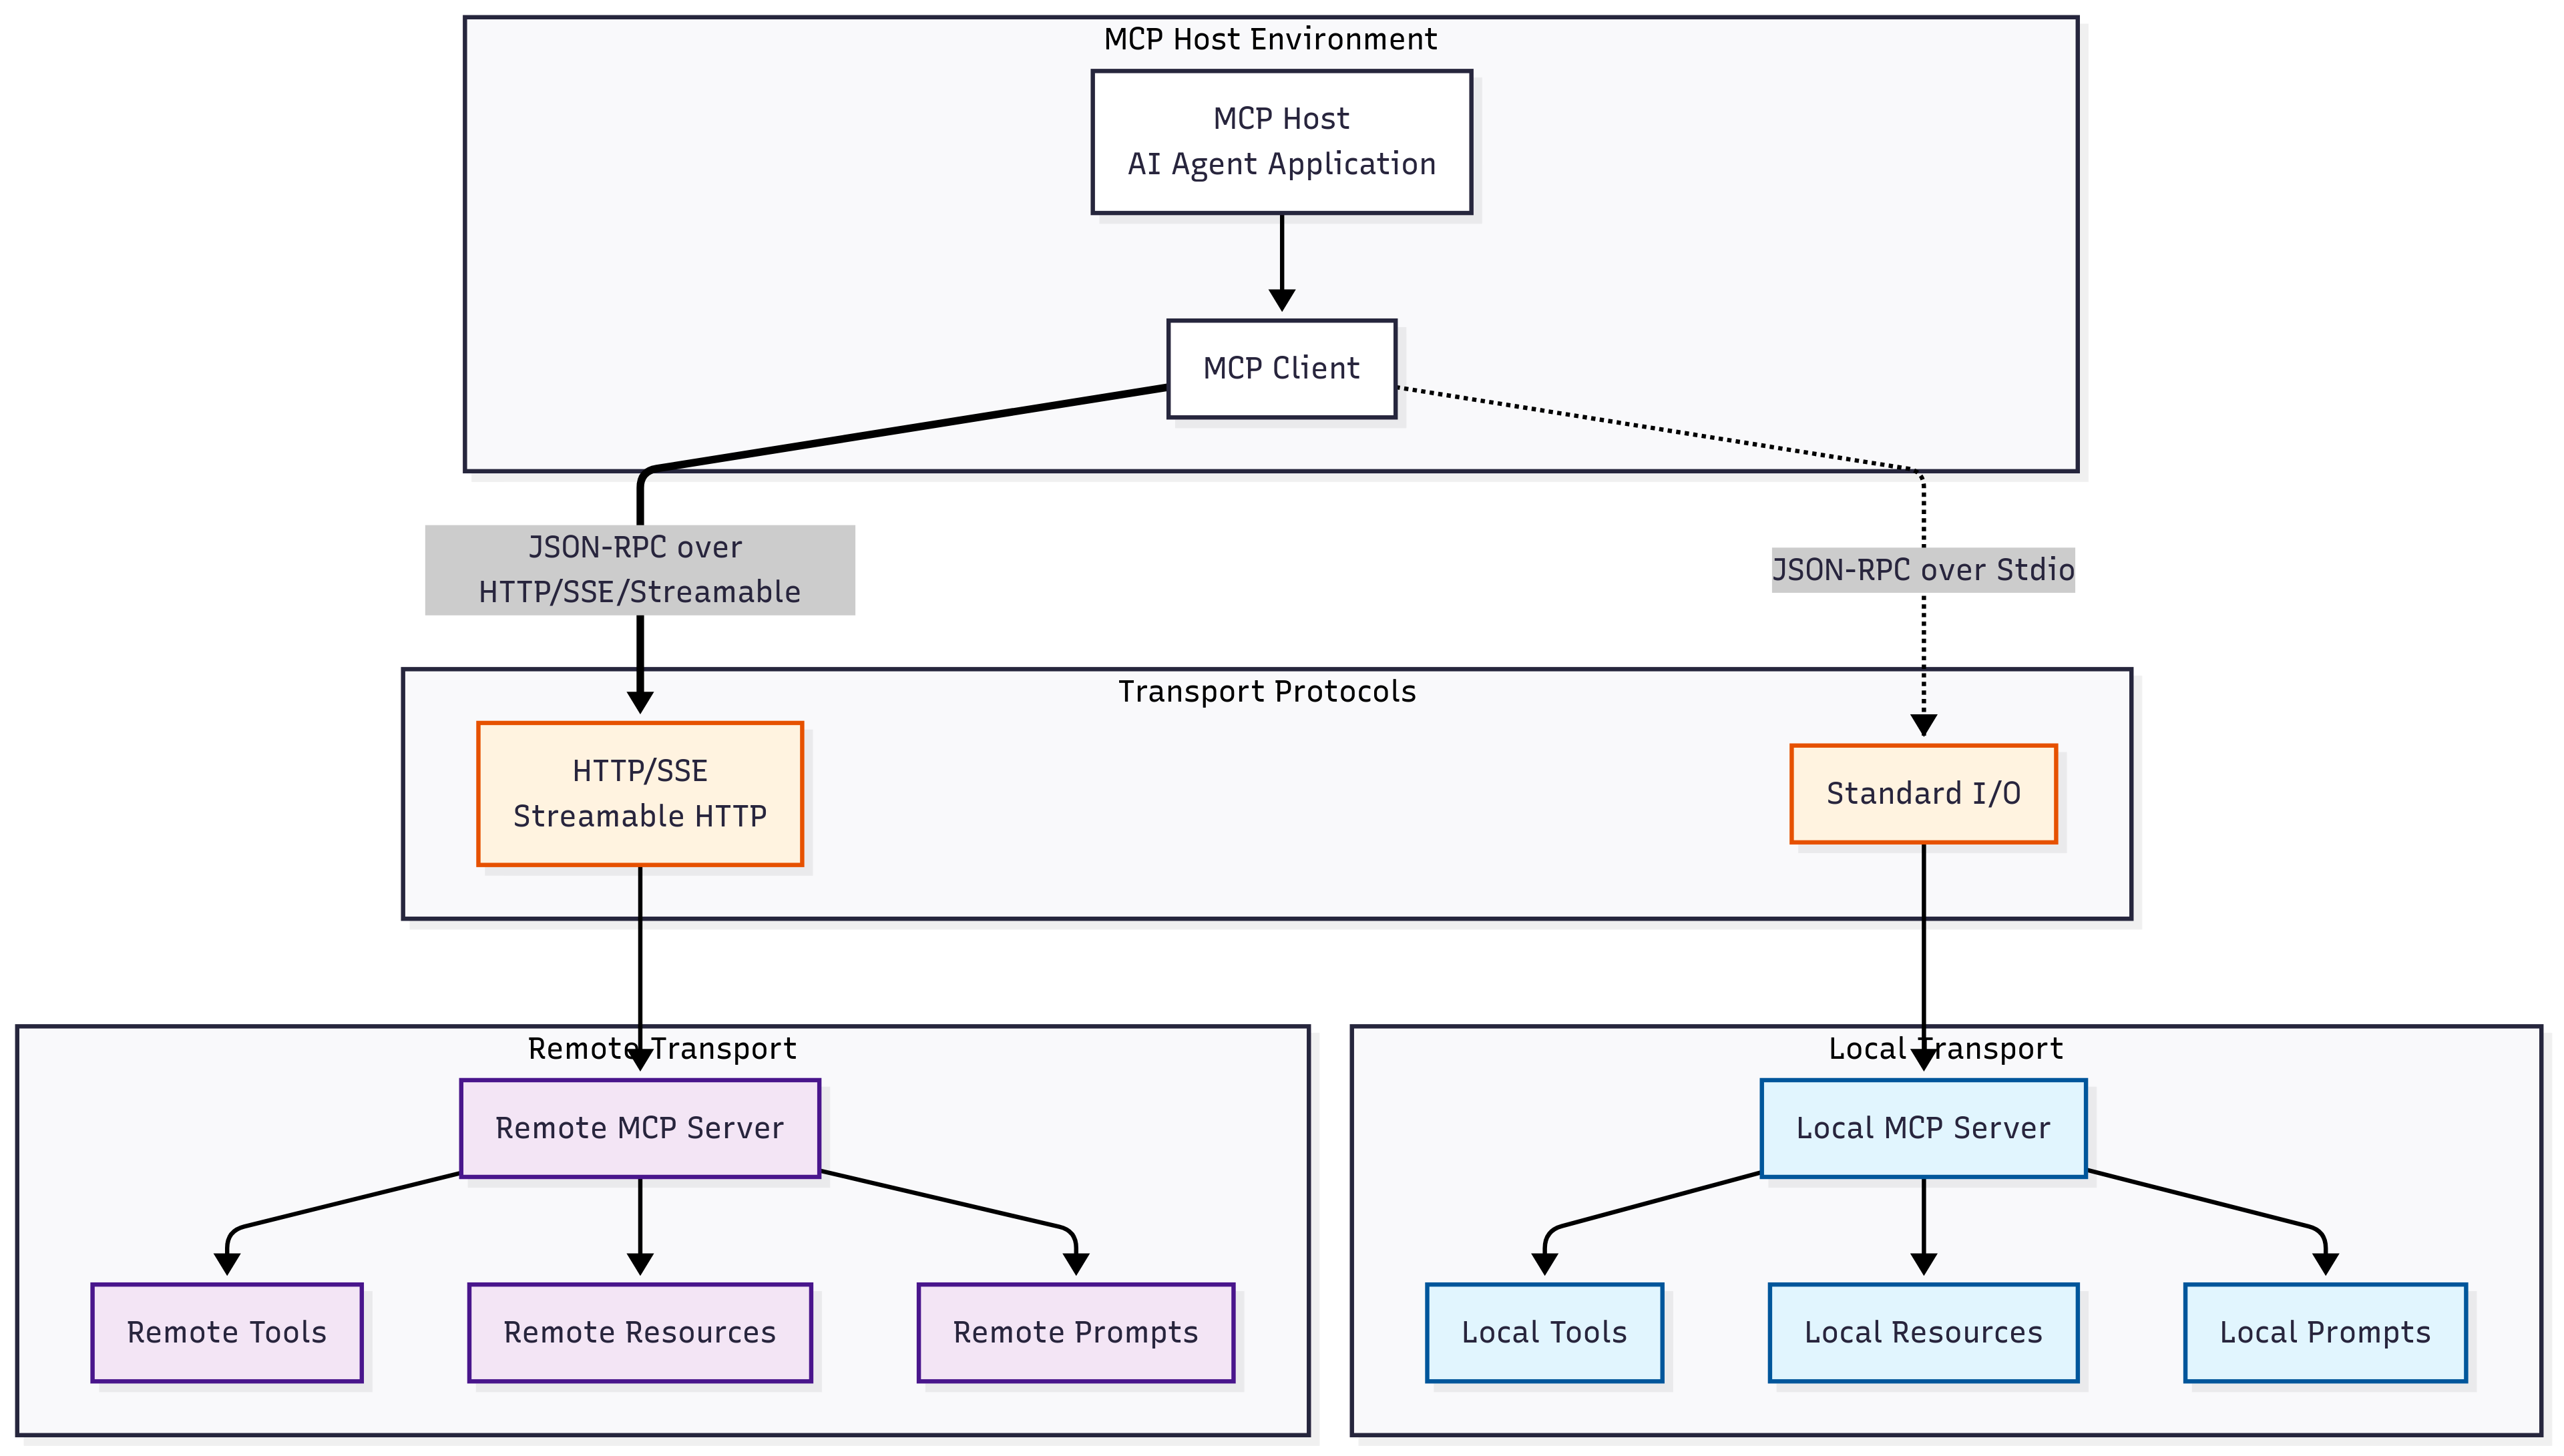 MCP Host Environment
MCP Host
AI Agent Application
MCP Client
JSON-RPC over
HTTP/SSE/Streamable
JSON-RPC over Stdio
Transport Protocols
HTTP/SSE
Streamable HTTP
Standard I/O
Remote Transport
Local Transport
Remote MCP Server
Local MCP Server
Remote Tools
Remote Resources
Remote Prompts
Local Tools
Local Resources
Local Prompts